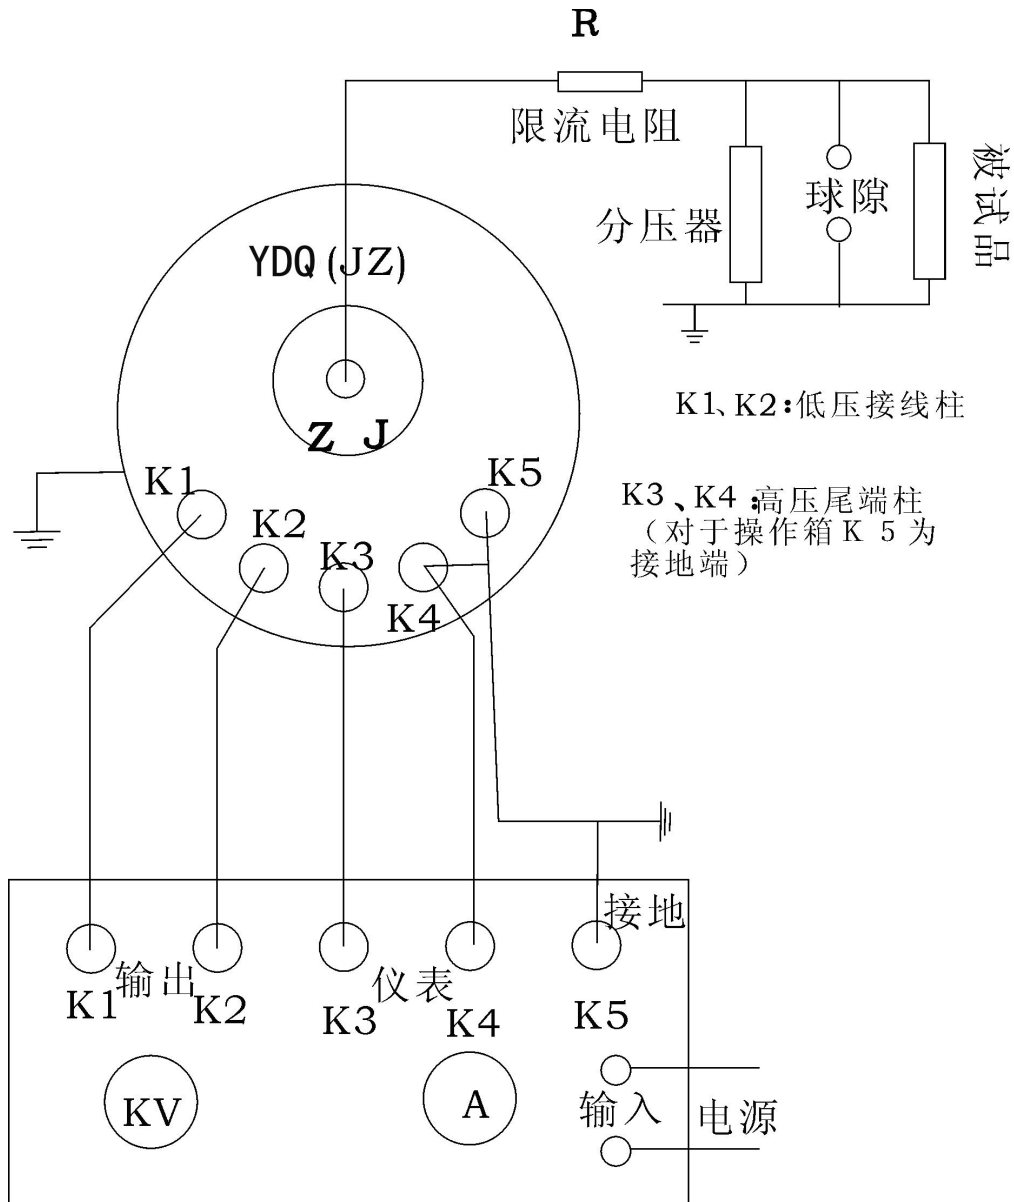 R
限流电阻
分压器
球隙
被试品
YDQ(JZ)
Z J
K1
K2
K3
K4
K5
K1、K2:低压接线柱
K3、K4:高压尾端柱
(对于操作箱K 5为
接地端)
接地
输出
仪表
K1
K2
K3
K4
K5
KV
A
输入
电源